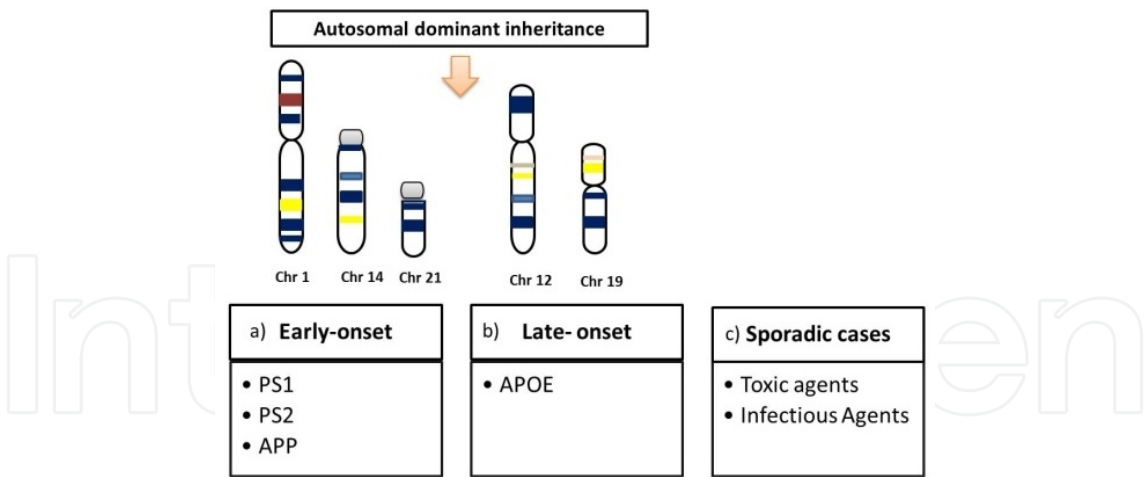 Autosomal dominant inheritance
Chr 1
Chr 14
Chr 21
Chr 12
Chr 19
a) Early-onset
• PS1
• PS2
• APP
b) Late- onset
• APOE
c) Sporadic cases
• Toxic agents
• Infectious Agents
Inten